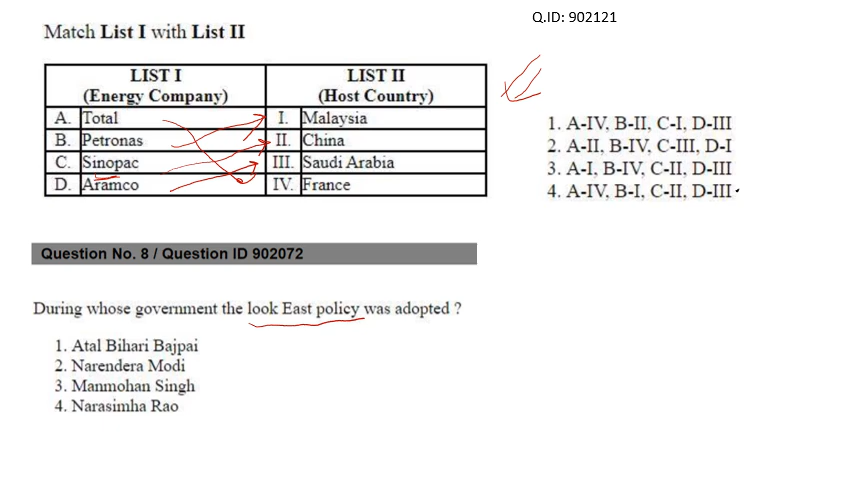 Q.ID: 902121
Match List I with List II
LIST I LIST II
(Energy Company) (Host Country)
A. Total I. Malaysia
B. Petronas II. China
C. Sinopac III. Saudi Arabia
D. Aramco IV. France
1. A-IV, B-II, C-I, D-III
2. A-II, B-IV, C-III, D-I
3. A-I, B-IV, C-II, D-III
4. A-IV, B-I, C-II, D-III
Question No. 8 / Question ID 902072
During whose government the look East policy was adopted ?
1. Atal Bihari Bajpai
2. Narendera Modi
3. Manmohan Singh
4. Narasimha Rao